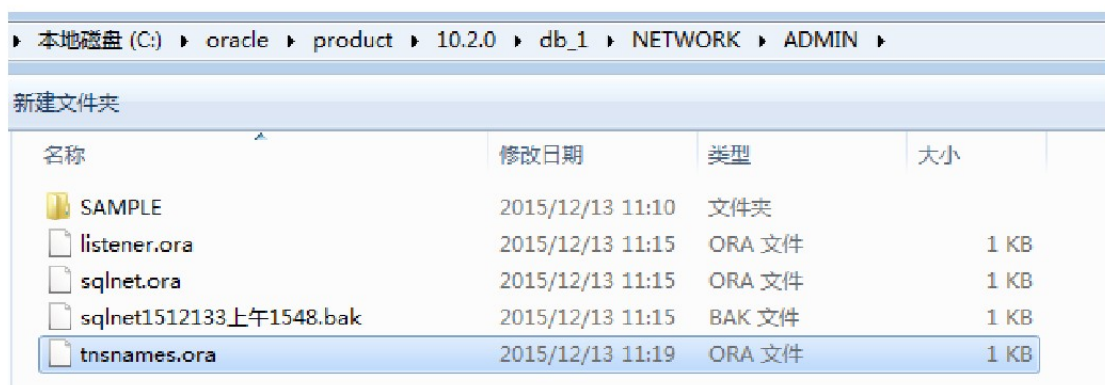 本地磁盘 (C:) oracle product 10.2.0 db_1 NETWORK ADMIN
新建文件夹
名称 修改日期 类型 大小
SAMPLE 2015/12/13 11:10 文件夹
listener.ora 2015/12/13 11:15 ORA 文件 1 KB
sqlnet.ora 2015/12/13 11:15 ORA 文件 1 KB
sqlnet1512133上午1548.bak 2015/12/13 11:15 BAK 文件 1 KB
tnsnames.ora 2015/12/13 11:19 ORA 文件 1 KB